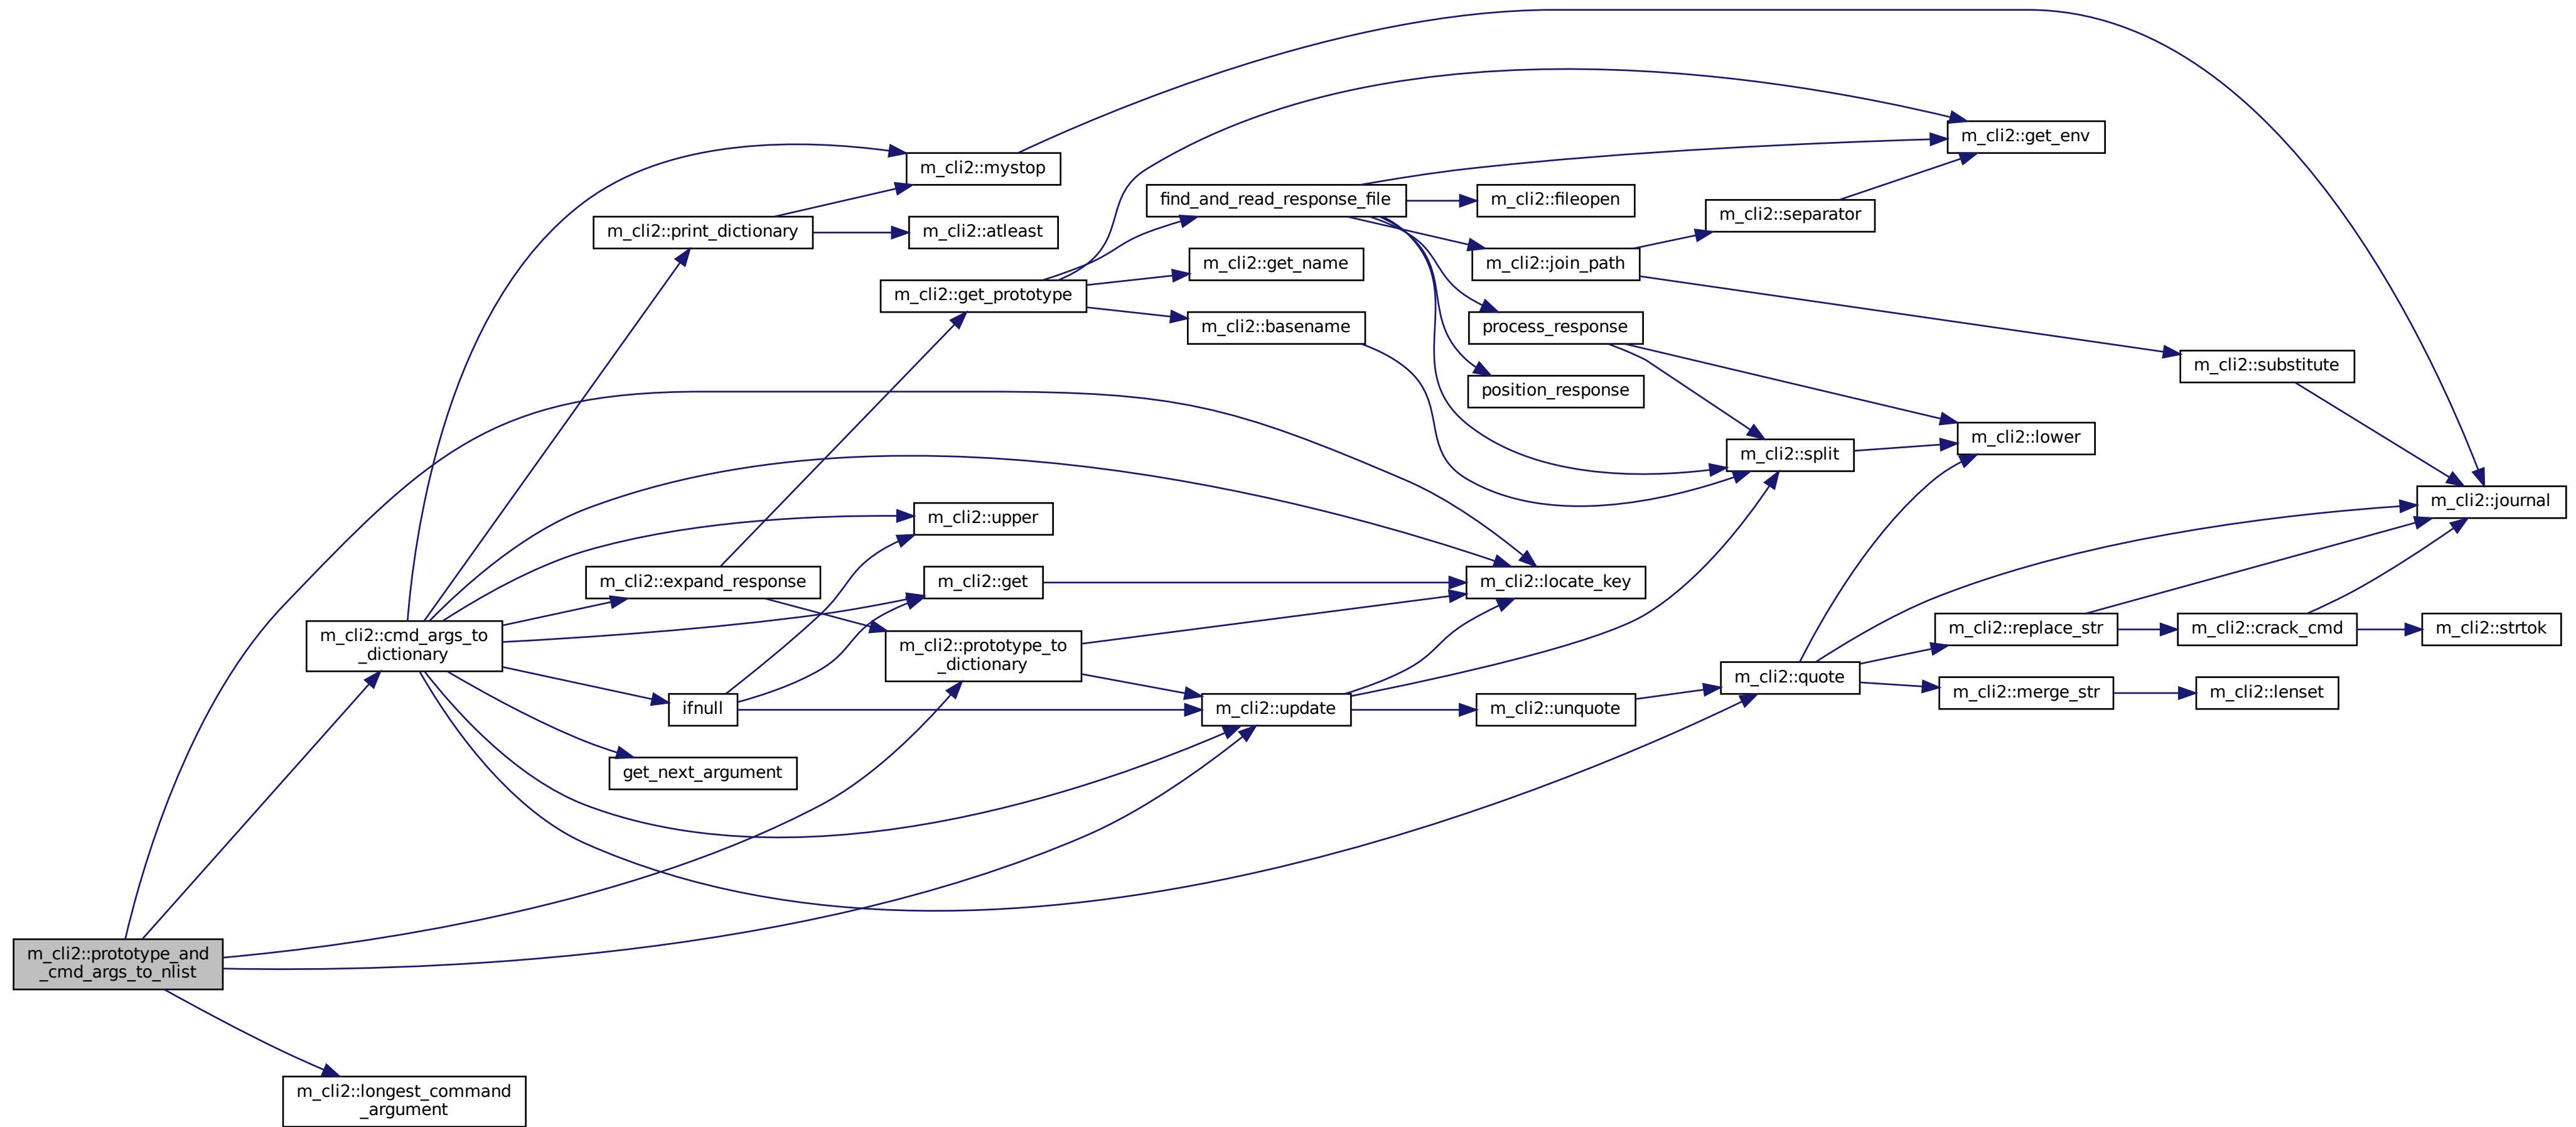 m_cli2::get_env
m_cli2::mystop
find_and_read_response_file
m_cli2::fileopen
m_cli2::separator
m_cli2::print_dictionary
m_cli2::atleast
m_cli2::get_name
m_cli2::join_path
m_cli2::get_prototype
m_cli2::basename
process_response
m_cli2::substitute
position_response
m_cli2::lower
m_cli2::split
m_cli2::journal
m_cli2::upper
m_cli2::expand_response
m_cli2::get
m_cli2::locate_key
m_cli2::cmd_args_to
_dictionary
m_cli2::prototype_to
_dictionary
m_cli2::replace_str
m_cli2::crack_cmd
m_cli2::strtok
m_cli2::quote
m_cli2::merge_str
m_cli2::lenset
ifnull
m_cli2::update
m_cli2::unquote
get_next_argument
m_cli2::prototype_and
_cmd_args_to_nlist
m_cli2::longest_command
_argument